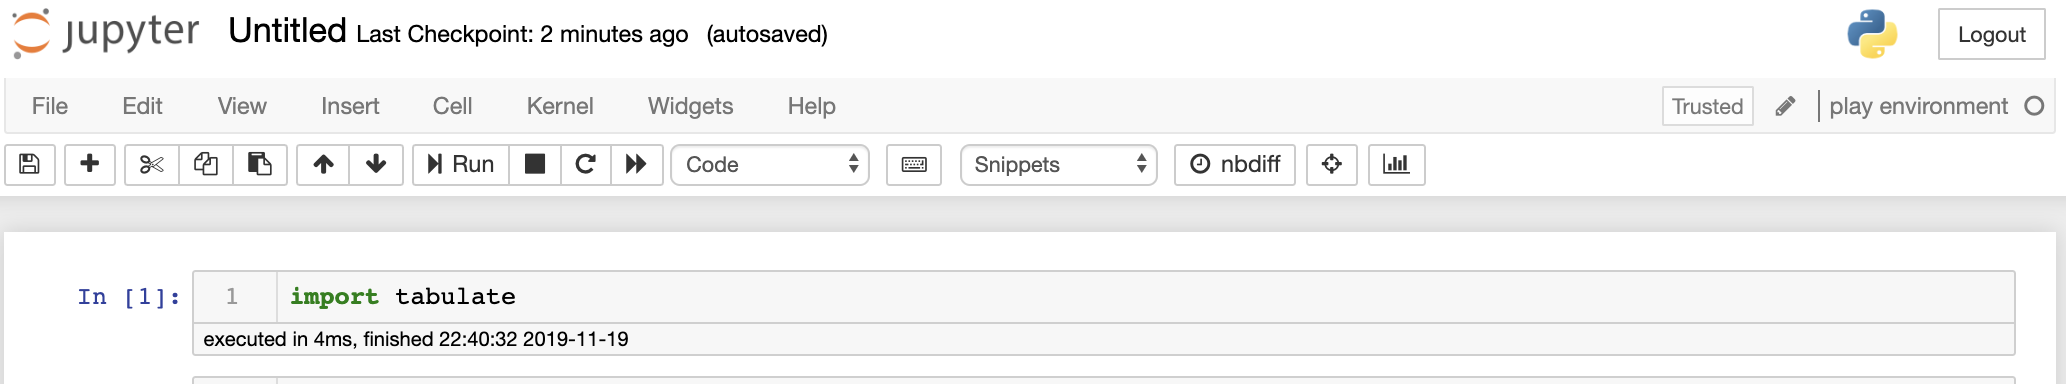 jupyter Untitled Last Checkpoint: 2 minutes ago (autosaved) Logout
File Edit View Insert Cell Kernel Widgets Help Trusted play environment
Run Code Snippets nbdiff
In [1]: 1 import tabulate
executed in 4ms, finished 22:40:32 2019-11-19